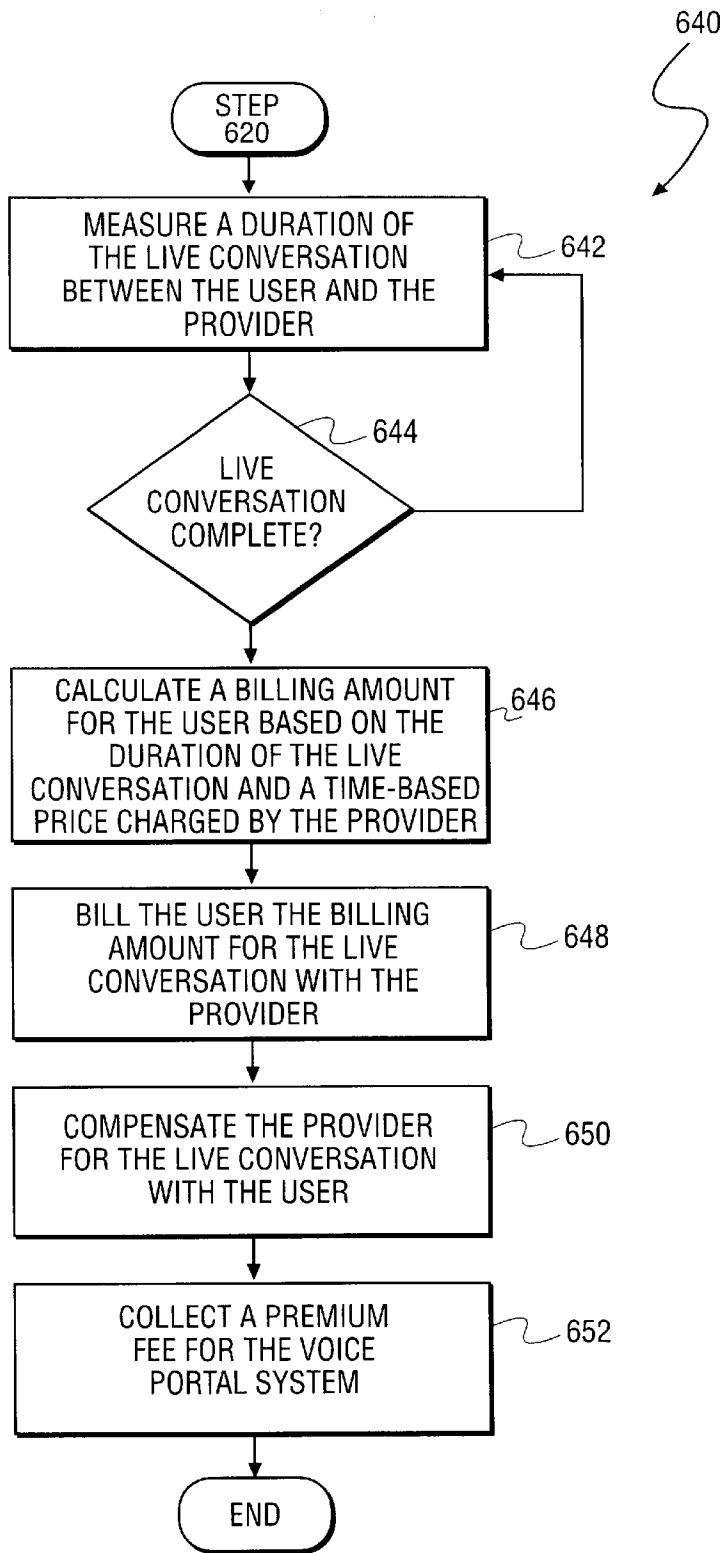 640
STEP
620
MEASURE A DURATION OF
THE LIVE CONVERSATION
BETWEEN THE USER AND THE
PROVIDER
642
644
LIVE
CONVERSATION
COMPLETE?
CALCULATE A BILLING AMOUNT
FOR THE USER BASED ON THE
DURATION OF THE LIVE
CONVERSATION AND A TIME-BASED
PRICE CHARGED BY THE PROVIDER
646
BILL THE USER THE BILLING
AMOUNT FOR THE LIVE
CONVERSATION WITH THE
PROVIDER
648
COMPENSATE THE PROVIDER
FOR THE LIVE CONVERSATION
WITH THE USER
650
COLLECT A PREMIUM
FEE FOR THE VOICE
PORTAL SYSTEM
652
END